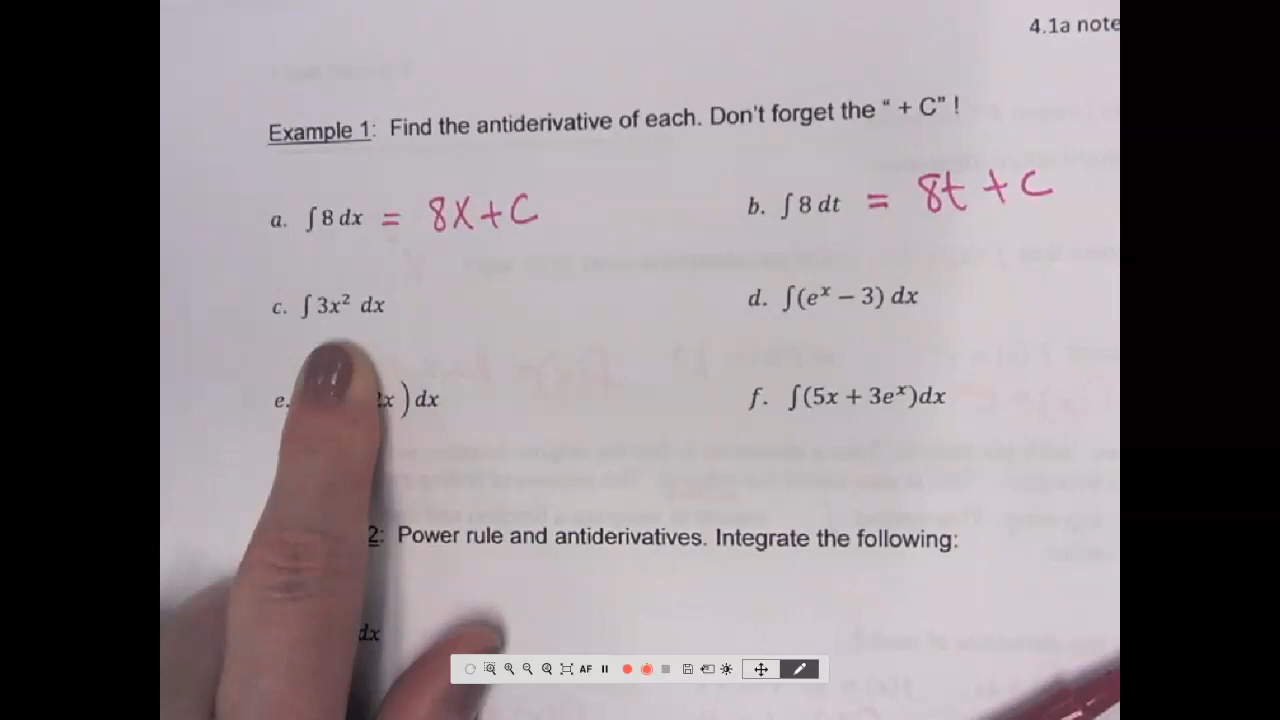 4.1a note
Example 1: Find the antiderivative of each. Don't forget the " + C" !
a. ∫ 8 dx = 8x + C
b. ∫ 8 dt = 8t + C
c. ∫ 3x² dx
d. ∫(eˣ − 3) dx
e. x ) dx
f. ∫(5x + 3eˣ)dx
2: Power rule and antiderivatives. Integrate the following:
dx
AF